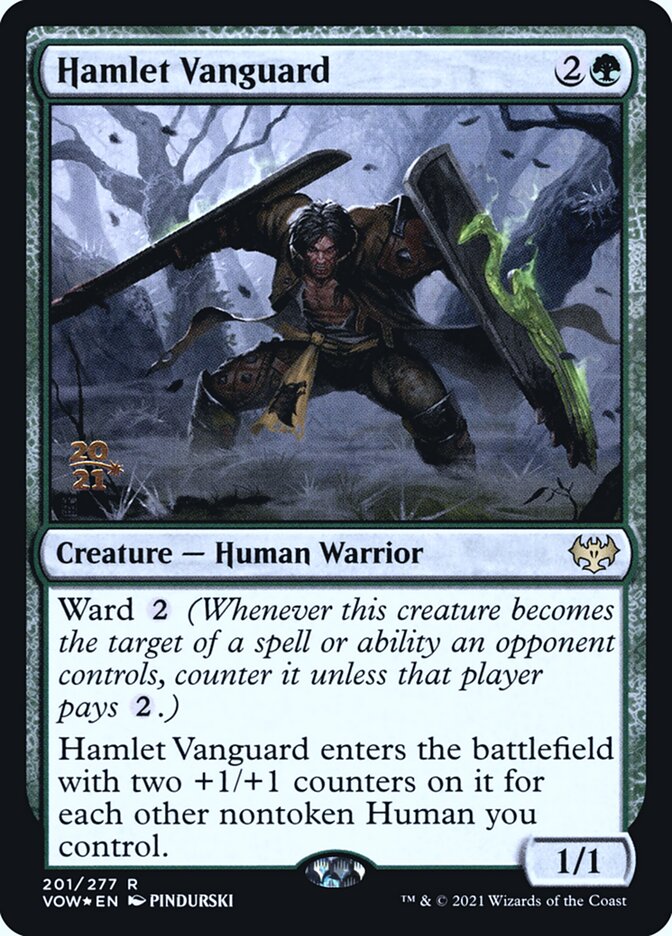 Hamlet Vanguard 2
20
21
Creature — Human Warrior
Ward 2 (Whenever this creature becomes
the target of a spell or ability an opponent
controls, counter it unless that player
pays 2.)
Hamlet Vanguard enters the battlefield
with two +1/+1 counters on it for
each other nontoken Human you
control.
1/1
201/277 R
VOW★EN PINDURSKI
™ & © 2021 Wizards of the Coast